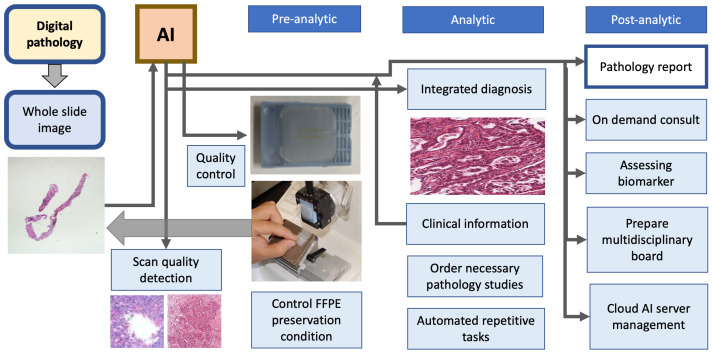 Digital
pathology
Whole slide
image
AI
Scan quality
detection
Pre-analytic
Quality
control
Control FFPE
preservation
condition
Analytic
Integrated diagnosis
Clinical information
Order necessary
pathology studies
Automated repetitive
tasks
Post-analytic
Pathology report
On demand consult
Assessing
biomarker
Prepare
multidisciplinary
board
Cloud AI server
management